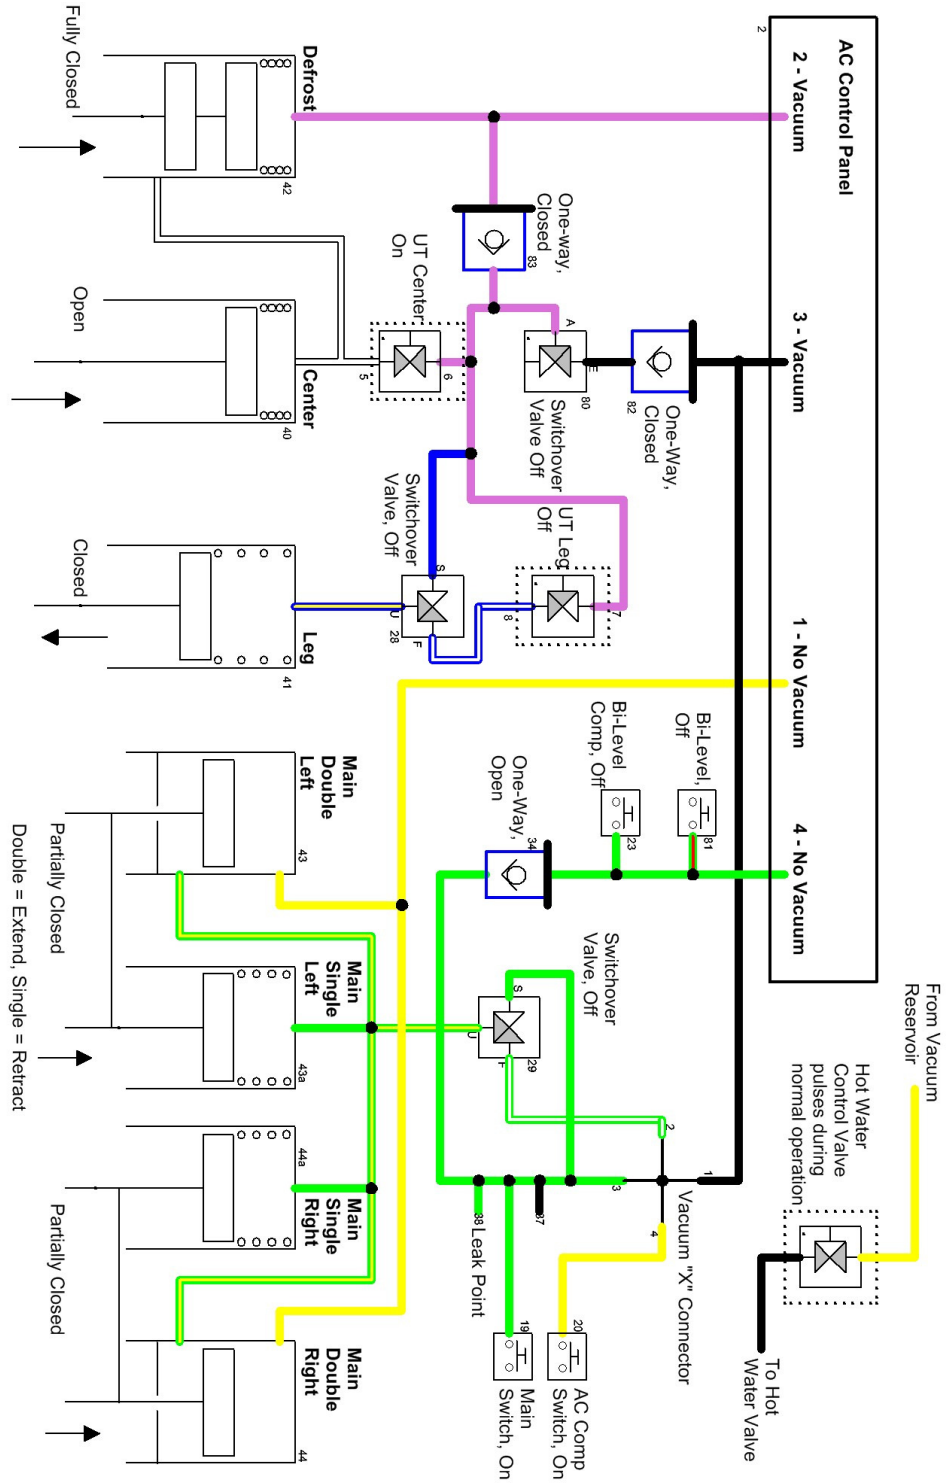 AC Control Panel
2
2 - Vacuum
3 - Vacuum
1 - No Vacuum
4 - No Vacuum
From Vacuum
Reservoir
Hot Water
Control Valve
pulses during
normal operation
To Hot
Water Valve
One-way,
Closed
83
One-Way,
Closed
82
A
E
80
Switchover
Valve Off
UT Center
On
5
6
UT Leg
Off
7
8
Switchover
Valve, Off
S
U
F
28
Bi-Level,
Off
81
Bi-Level
Comp, Off
23
One-Way,
Open
34
Switchover
Valve, Off
S
U
F
29
Vacuum "X" Connector
1
2
3
4
37
38
Leak Point
AC Comp
Switch, On
20
Main
Switch, On
19
Defrost
42
Fully Closed
Center
40
Open
Leg
41
Closed
Main
Double
Left
43
Partially Closed
Main
Single
Left
43a
Double = Extend, Single = Retract
Main
Single
Right
44a
Partially Closed
Main
Double
Right
44